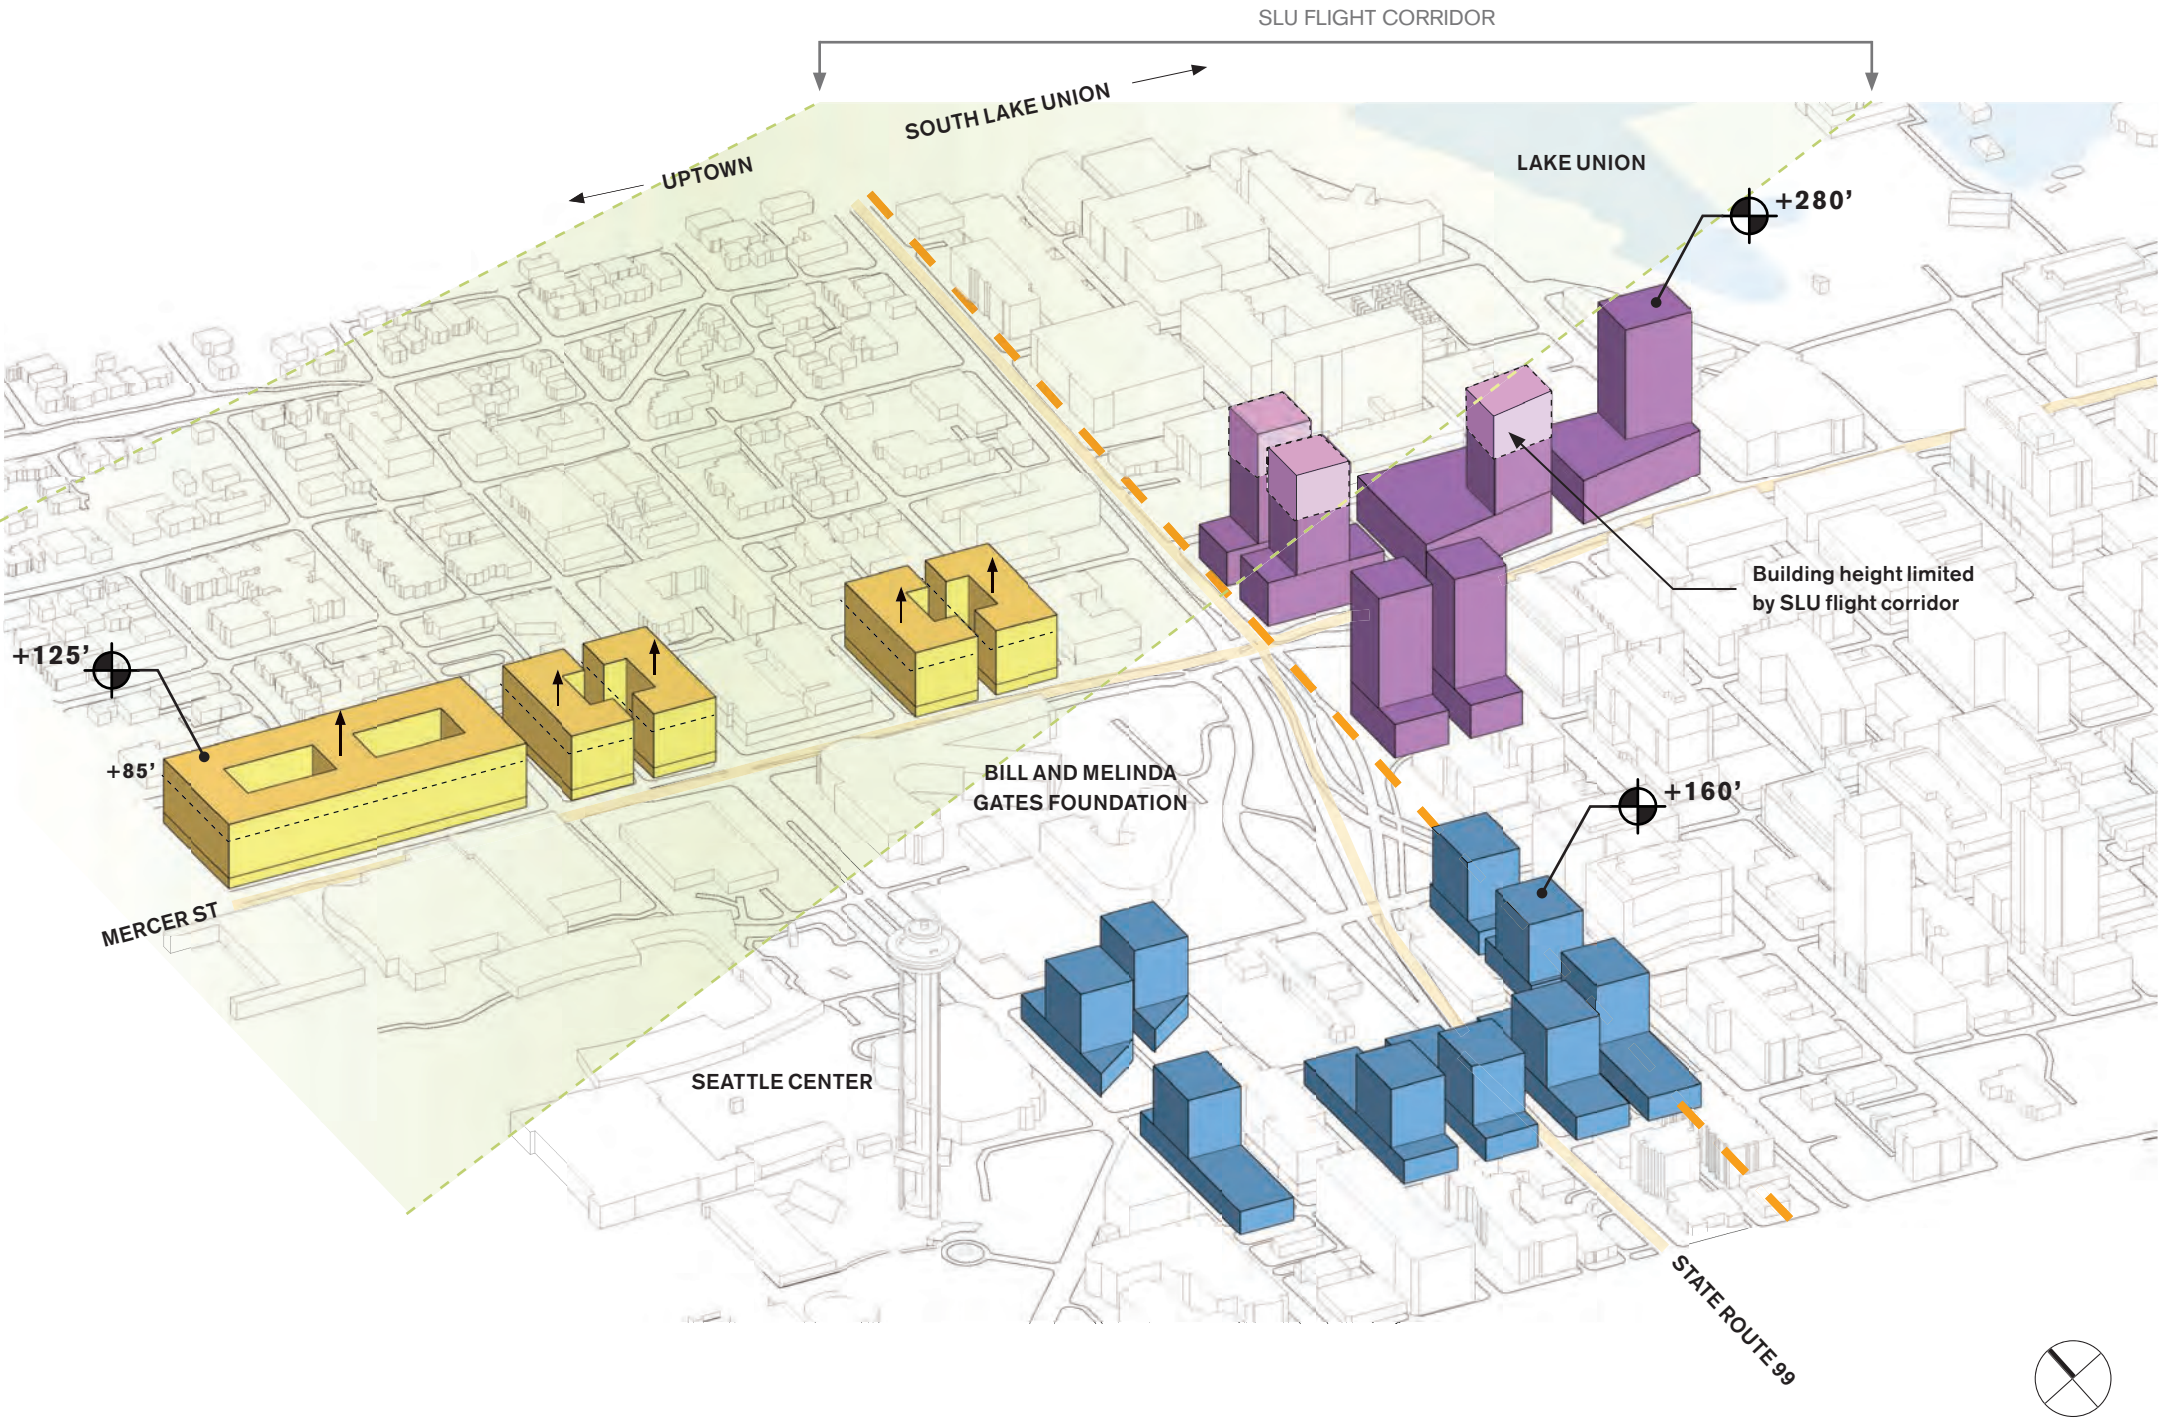 SLU FLIGHT CORRIDOR
SOUTH LAKE UNION
UPTOWN
LAKE UNION
+280'
Building height limited
by SLU flight corridor
+125'
+85'
BILL AND MELINDA
GATES FOUNDATION
+160'
MERCER ST
SEATTLE CENTER
STATE ROUTE 99